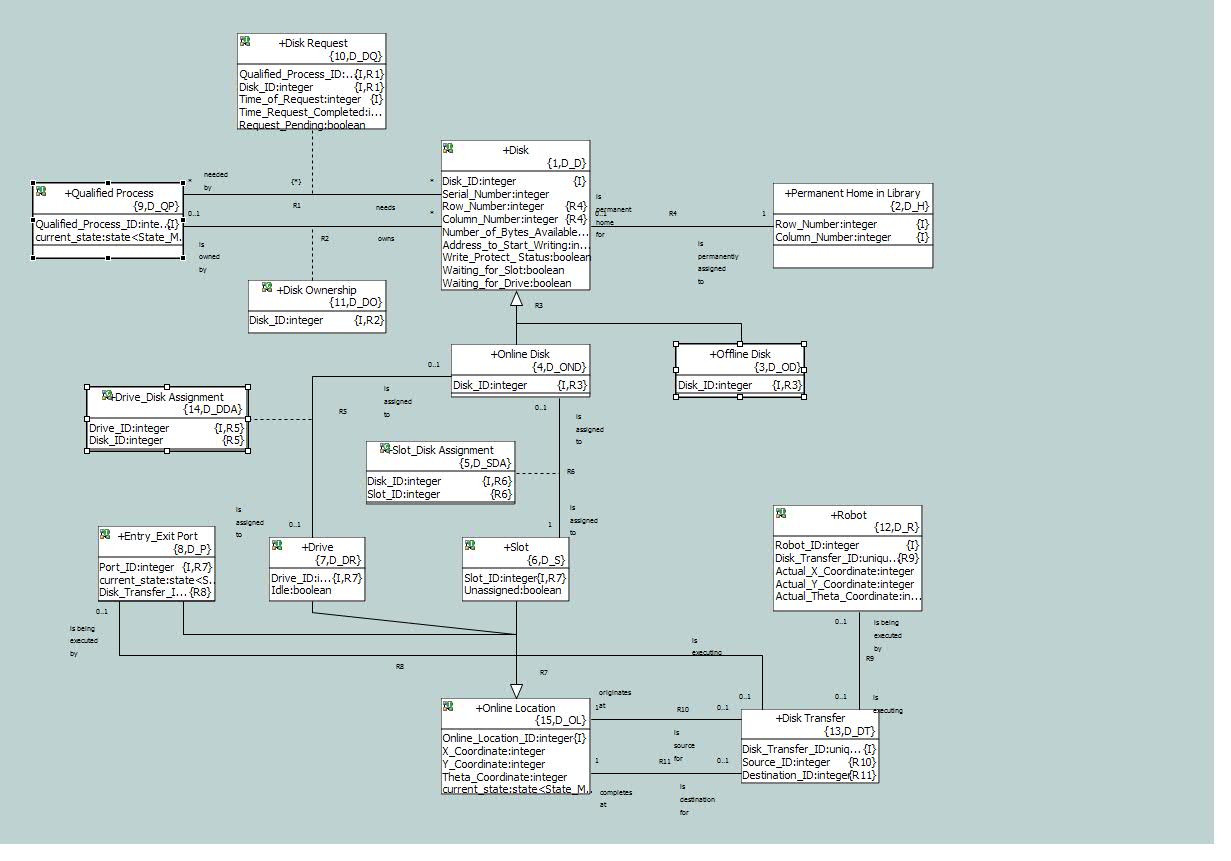 +Disk Request
{10,D_DQ}
Qualified_Process_ID:...{I,R1}
Disk_ID:integer {I,R1}
Time_of_Request:integer {I}
Time_Request_Completed:i...
Request_Pending:boolean
+Disk
{1,D_D}
Disk_ID:integer {I}
Serial_Number:integer
Row_Number:integer {R4}
Column_Number:integer {R4}
Number_of_Bytes_Available...
Address_to_Start_Writing:in...
Write_Protect_Status:boolean
Waiting_for_Slot:boolean
Waiting_for_Drive:boolean
+Qualified Process
{9,D_QP}
Qualified_Process_ID:inte...{I}
current_state:state<State_M...
* needed
by
{*}
*
R1
needs
0..1
*
R2
owns
is
owned
by
is
permanent
home
for
0..1
R4
1
is
permanently
assigned
to
+Permanent Home in Library
{2,D_H}
Row_Number:integer {I}
Column_Number:integer {I}
+Disk Ownership
{11,D_DO}
Disk_ID:integer {I,R2}
R3
+Online Disk
{4,D_OND}
Disk_ID:integer {I,R3}
+Offline Disk
{3,D_OD}
Disk_ID:integer {I,R3}
0..1
is
assigned
to
R5
+Drive_Disk Assignment
{14,D_DDA}
Drive_ID:integer {I,R5}
Disk_ID:integer {R5}
0..1
is
assigned
to
+Slot_Disk Assignment
{5,D_SDA}
Disk_ID:integer {I,R6}
Slot_ID:integer {R6}
R6
is
assigned
to
0..1
is
assigned
to
1
+Entry_Exit Port
{8,D_P}
Port_ID:integer {I,R7}
current_state:state<S...
Disk_Transfer_I... {R8}
+Drive
{7,D_DR}
Drive_ID:i...{I,R7}
Idle:boolean
+Slot
{6,D_S}
Slot_ID:integer{I,R7}
Unassigned:boolean
+Robot
{12,D_R}
Robot_ID:integer {I}
Disk_Transfer_ID:uniqu...{R9}
Actual_X_Coordinate:integer
Actual_Y_Coordinate:integer
Actual_Theta_Coordinate:in...
0..1
is being
executed
by
R8
R7
is
executing
0..1
0..1
is being
executed
by
R9
0..1
is
executing
+Online Location
{15,D_OL}
Online_Location_ID:integer{I}
X_Coordinate:integer
Y_Coordinate:integer
Theta_Coordinate:integer
current_state:state<State_M...
originates
at
1
R10
0..1
is
source
for
1
R11
0..1
completes
at
is
destination
for
+Disk Transfer
{13,D_DT}
Disk_Transfer_ID:uniq... {I}
Source_ID:integer {R10}
Destination_ID:integer{R11}